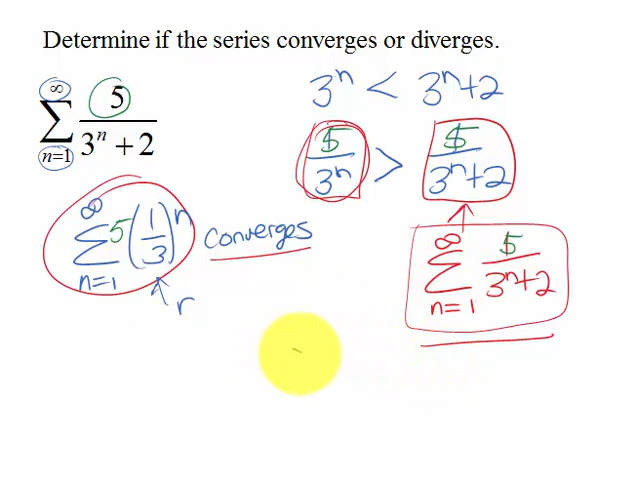 Determine if the series converges or diverges.
∞
∑ 5/(3ⁿ + 2)
n=1
3ⁿ < 3ⁿ+2
5/3ⁿ > 5/(3ⁿ+2)
∞
∑ 5(1/3)ⁿ converges
n=1
r
∞
∑ 5/(3ⁿ+2)
n=1